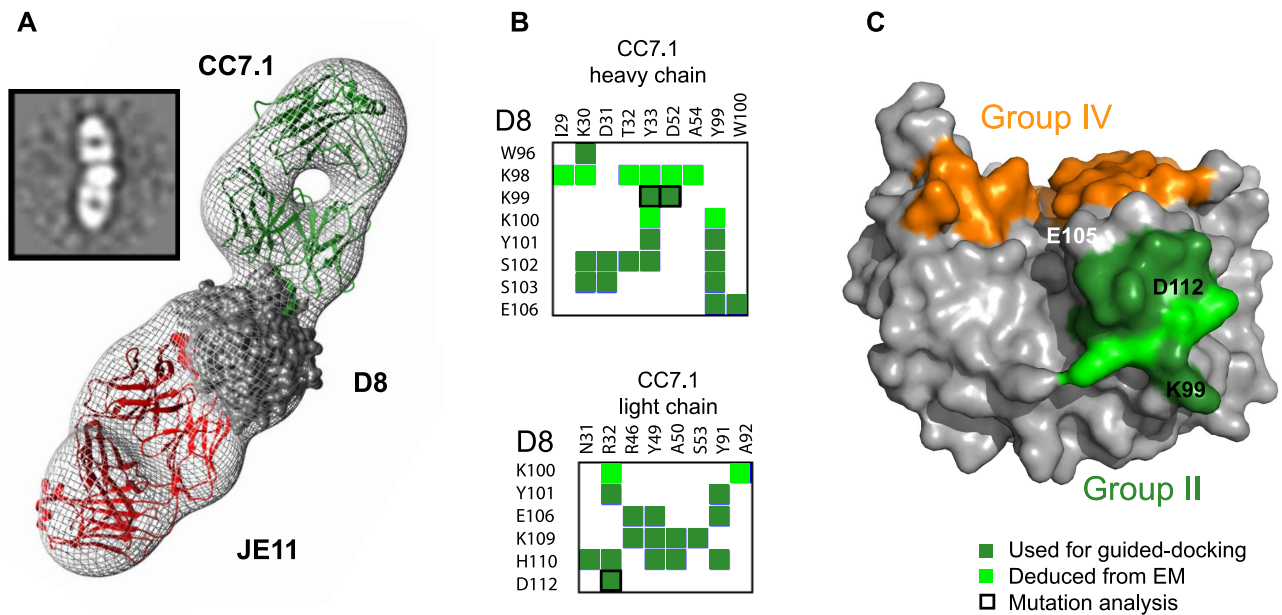 A
CC7.1
D8
JE11
B
CC7.1
heavy chain
D8
I29 K30 D31 T32 Y33 D52 A54 Y99 W100
W96
K98
K99
K100
Y101
S102
S103
E106
CC7.1
light chain
D8
N31 R32 R46 Y49 A50 S53 Y91 A92
K100
Y101
E106
K109
H110
D112
C
Group IV
E105
D112
K99
Group II
Used for guided-docking
Deduced from EM
Mutation analysis